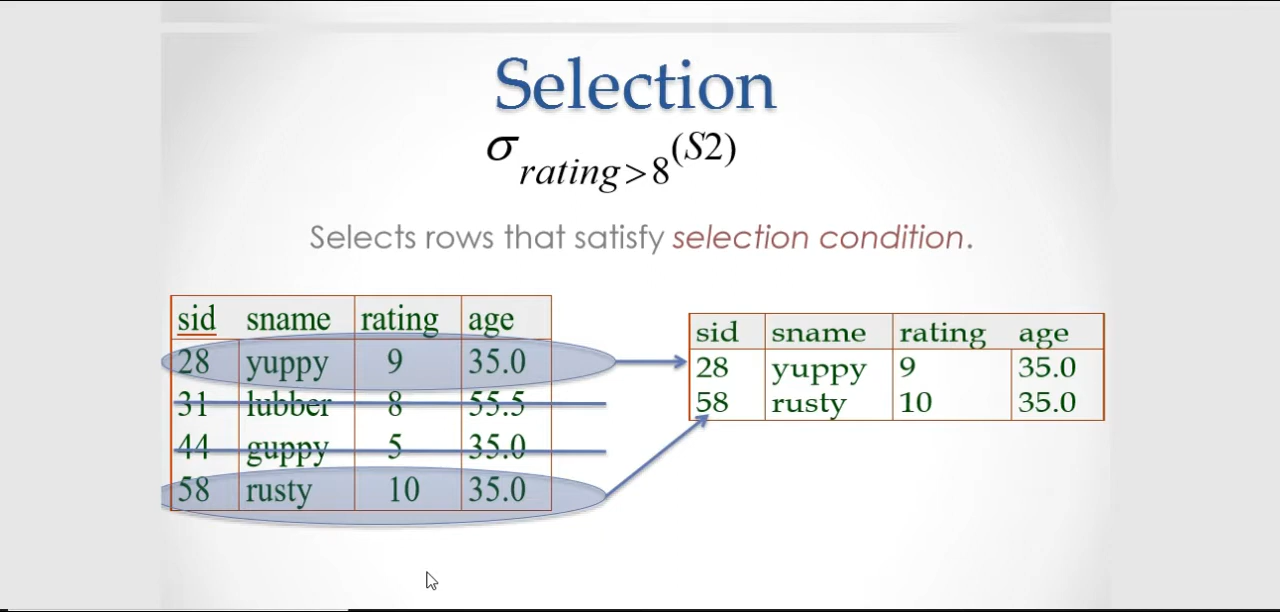 Selection
σ rating>8 (S2)
Selects rows that satisfy selection condition.
sid sname rating age
28 yuppy 9 35.0
31 lubber 8 55.5
44 guppy 5 35.0
58 rusty 10 35.0
sid sname rating age
28 yuppy 9 35.0
58 rusty 10 35.0